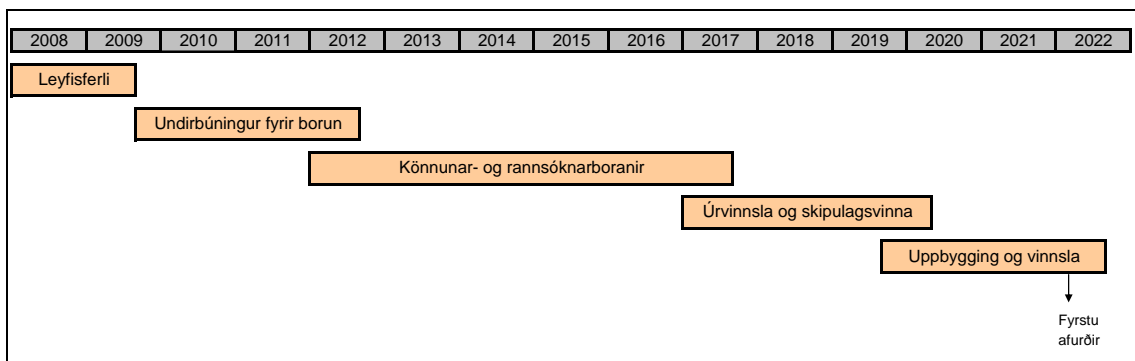 2008 2009 2010 2011 2012 2013 2014 2015 2016 2017 2018 2019 2020 2021 2022
Leyfisferli
Undirbúningur fyrir borun
Könnunar- og rannsóknarboranir
Úrvinnsla og skipulagsvinna
Uppbygging og vinnsla
Fyrstu
afurðir